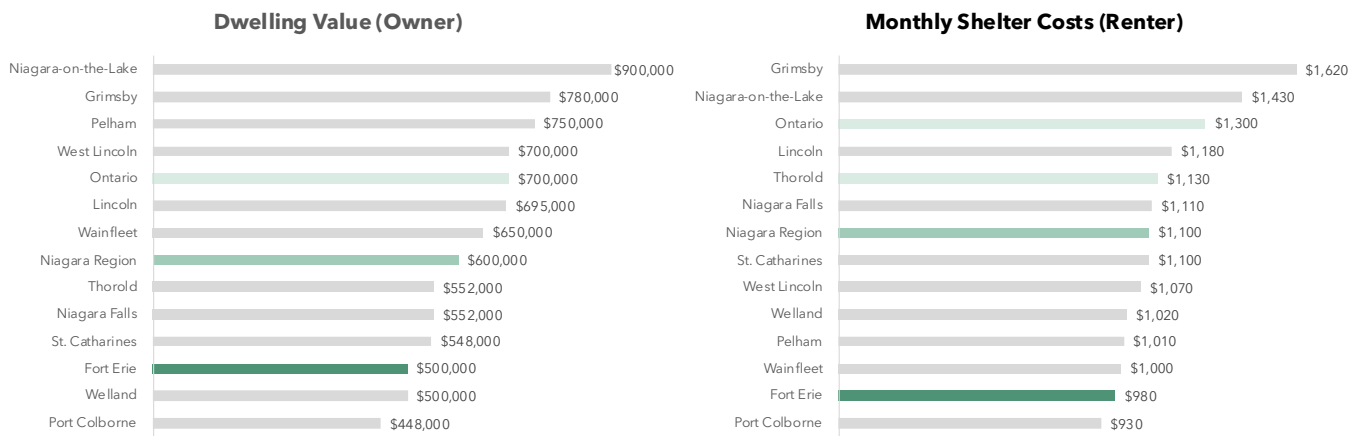 Dwelling Value (Owner)
Niagara-on-the-Lake $900,000
Grimsby $780,000
Pelham $750,000
West Lincoln $700,000
Ontario $700,000
Lincoln $695,000
Wainfleet $650,000
Niagara Region $600,000
Thorold $552,000
Niagara Falls $552,000
St. Catharines $548,000
Fort Erie $500,000
Welland $500,000
Port Colborne $448,000
Monthly Shelter Costs (Renter)
Grimsby $1,620
Niagara-on-the-Lake $1,430
Ontario $1,300
Lincoln $1,180
Thorold $1,130
Niagara Falls $1,110
Niagara Region $1,100
St. Catharines $1,100
West Lincoln $1,070
Welland $1,020
Pelham $1,010
Wainfleet $1,000
Fort Erie $980
Port Colborne $930